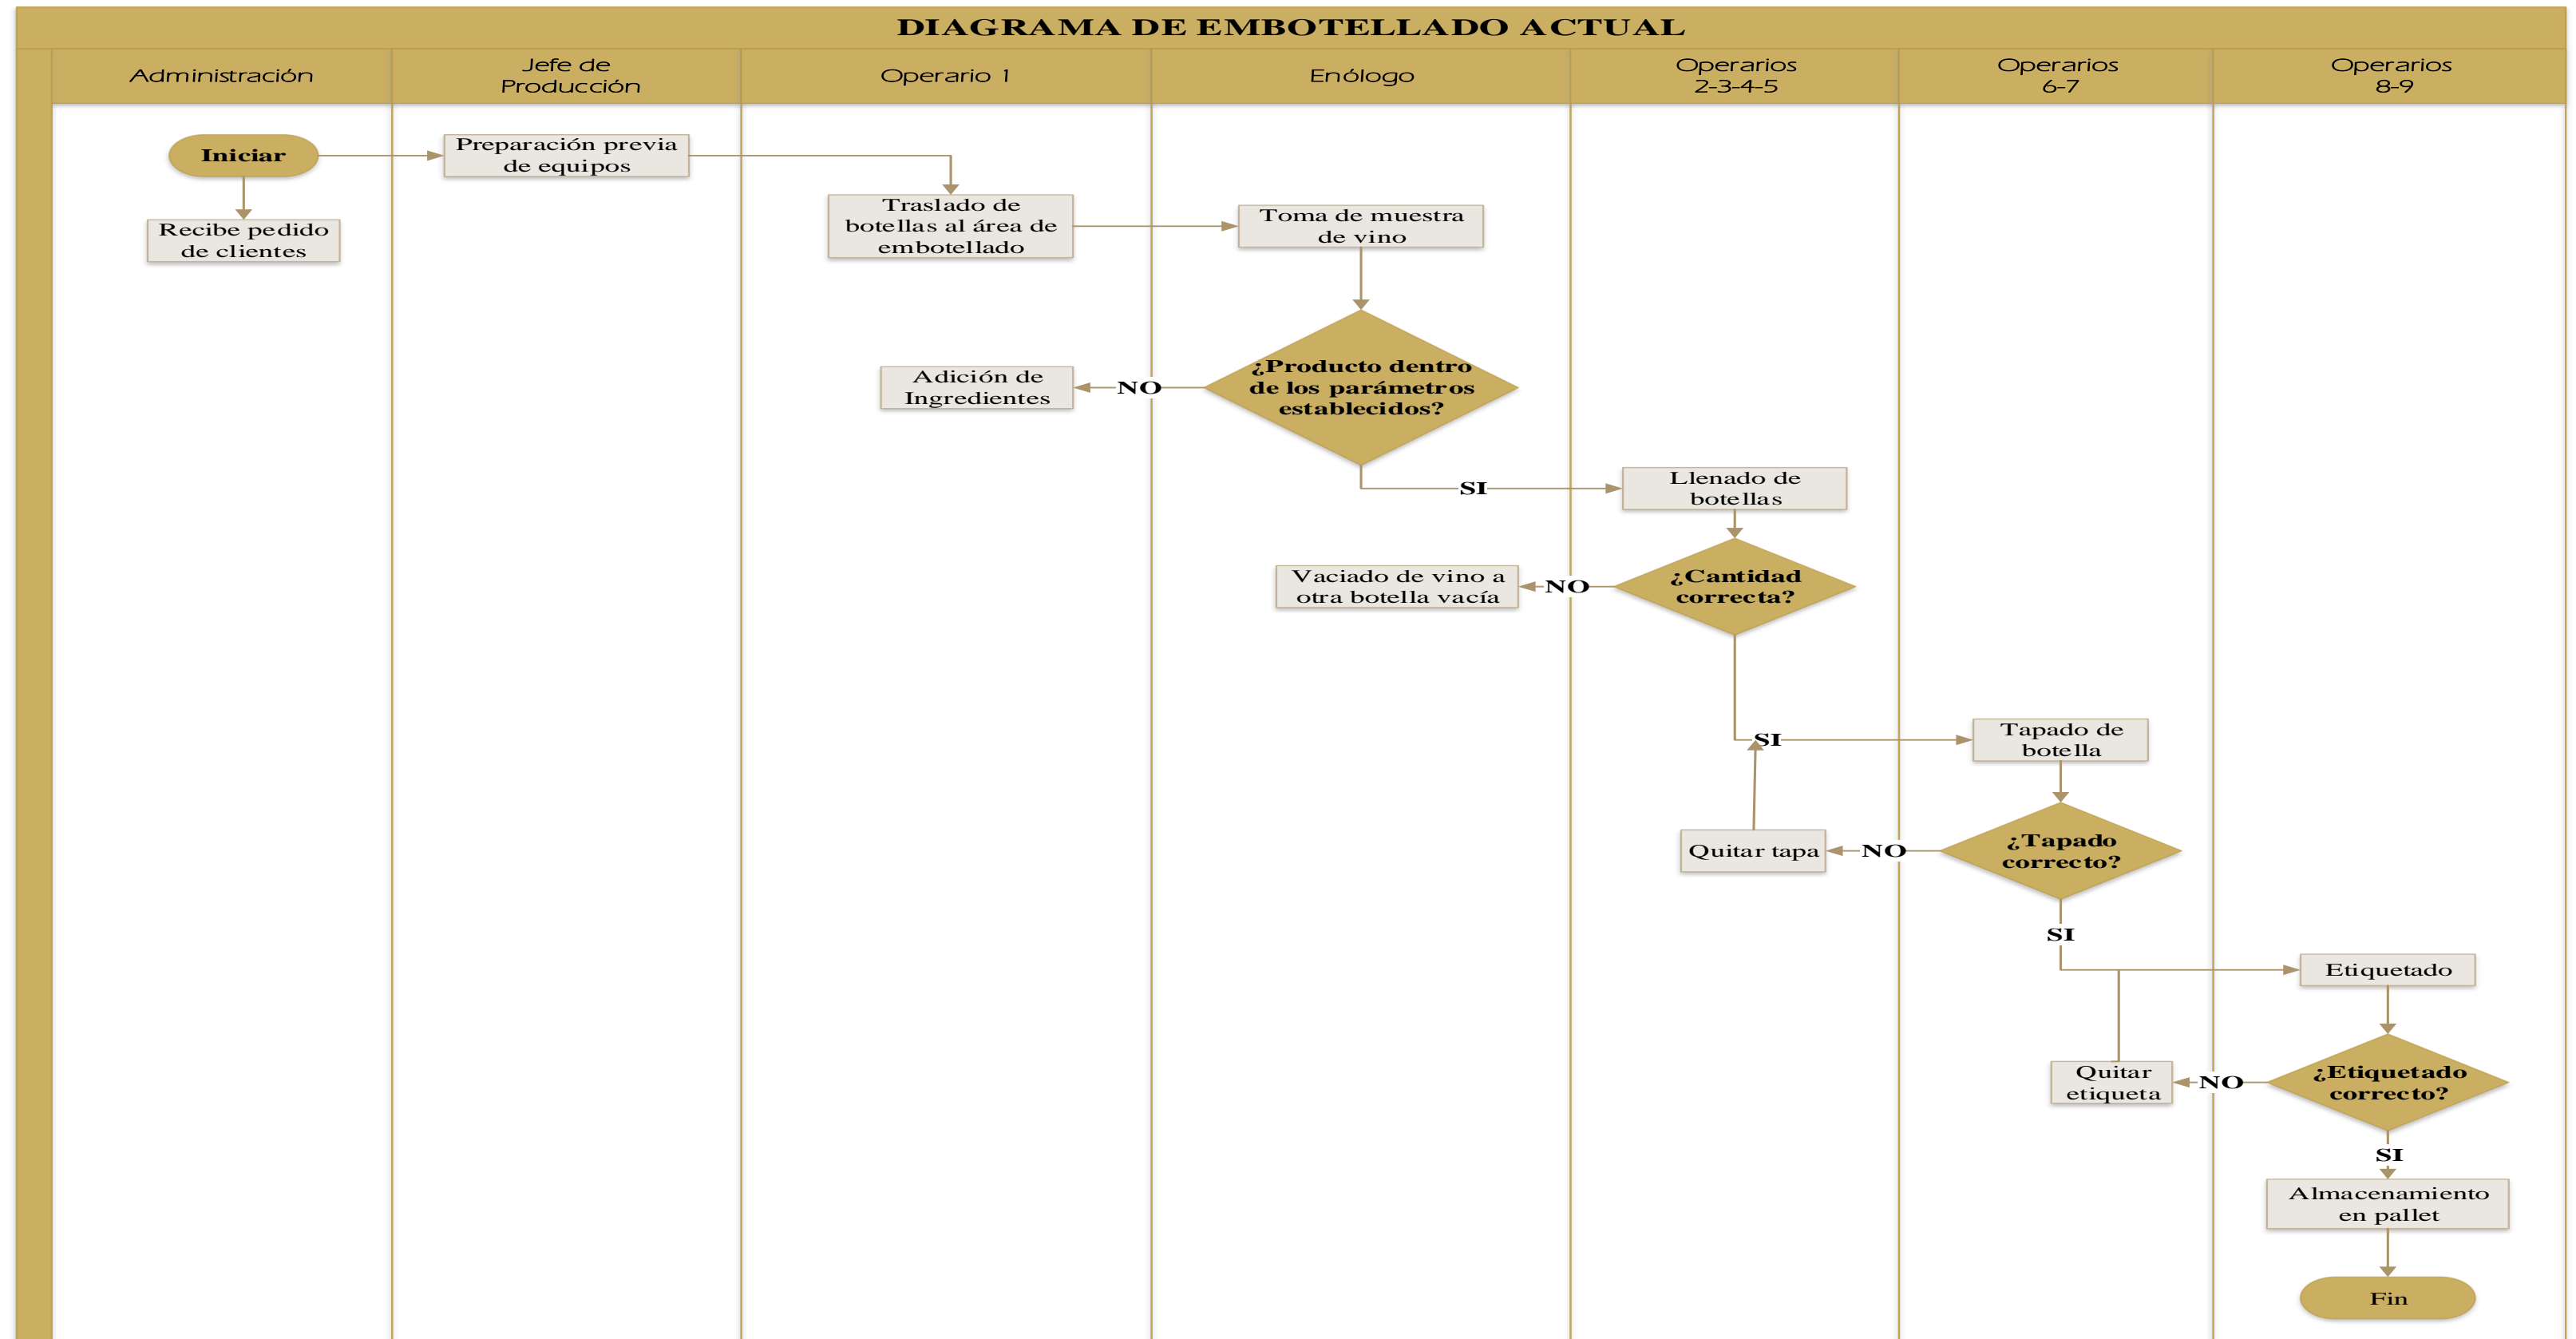 DIAGRAMA DE EMBOTELLADO ACTUAL
Administración
Jefe de
Producción
Operario 1
Enólogo
Operarios
2-3-4-5
Operarios
6-7
Operarios
8-9
Iniciar
Preparación previa
de equipos
Recibe pedido
de clientes
Traslado de
botellas al área de
embotellado
Toma de muestra
de vino
¿Producto dentro
de los parámetros
establecidos?
NO
Adición de
Ingredientes
SI
Llenado de
botellas
¿Cantidad
correcta?
NO
Vaciado de vino a
otra botella vacía
SI
Tapado de
botella
¿Tapado
correcto?
NO
Quitar tapa
SI
Etiquetado
¿Etiquetado
correcto?
NO
Quitar
etiqueta
SI
Almacenamiento
en pallet
Fin